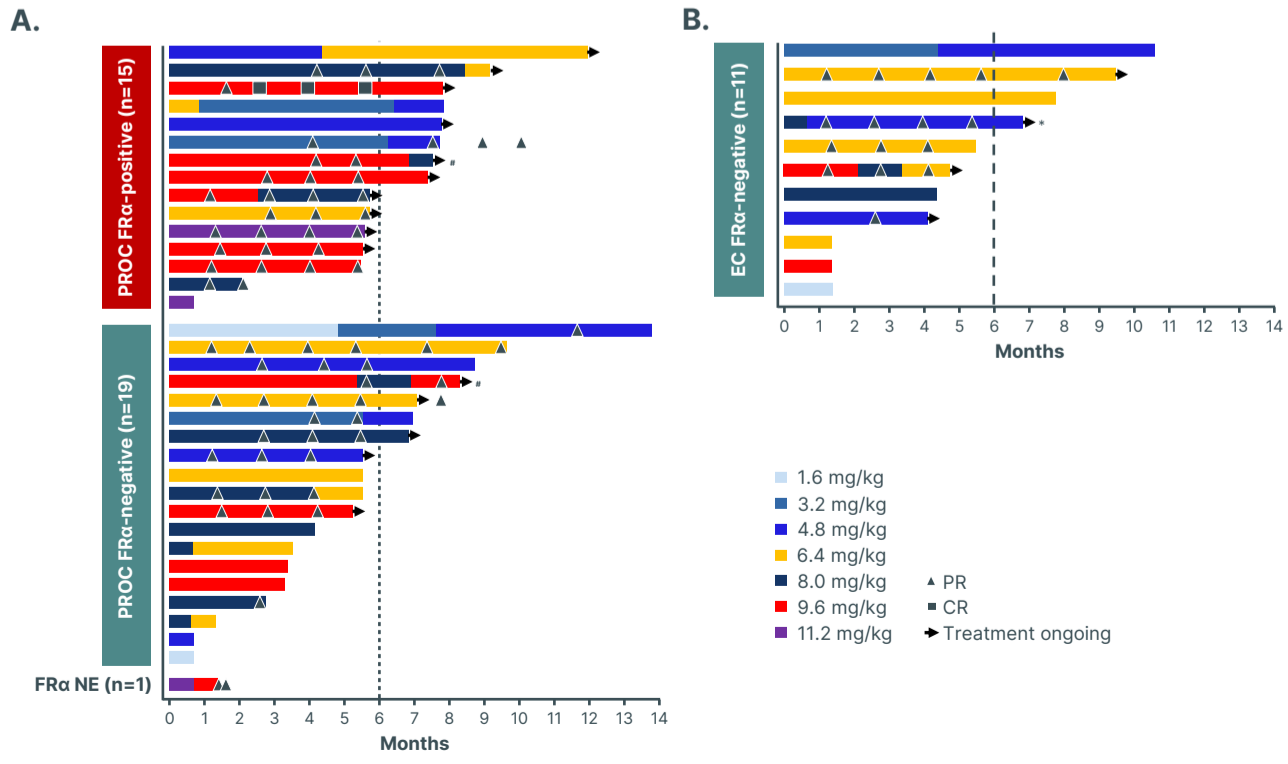 A.
PROC FRα-positive (n=15)
#
PROC FRα-negative (n=19)
#
FRα NE (n=1)
0 1 2 3 4 5 6 7 8 9 10 11 12 13 14
Months
B.
EC FRα-negative (n=11)
*
0 1 2 3 4 5 6 7 8 9 10 11 12 13 14
Months
1.6 mg/kg
3.2 mg/kg
4.8 mg/kg
6.4 mg/kg
8.0 mg/kg
9.6 mg/kg
11.2 mg/kg
PR
CR
Treatment ongoing